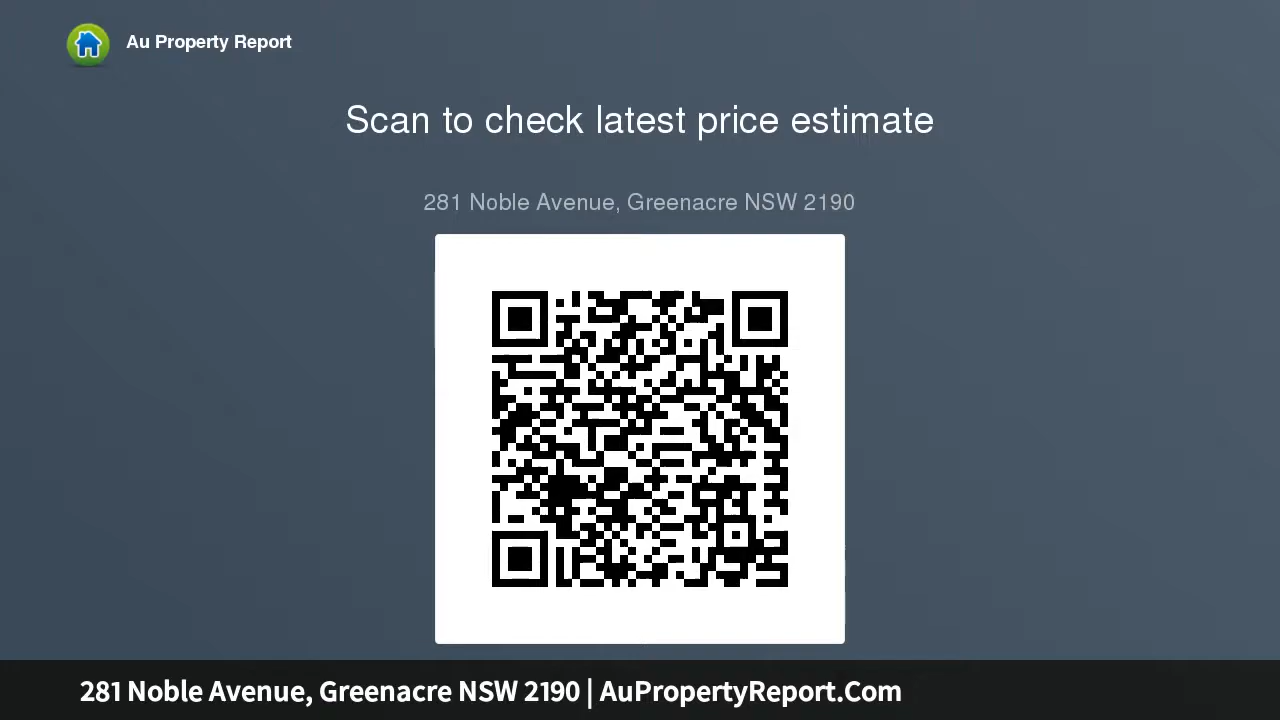 Au Property Report
Scan to check latest price estimate
281 Noble Avenue, Greenacre NSW 2190
281 Noble Avenue, Greenacre NSW 2190 | AuPropertyReport.Com